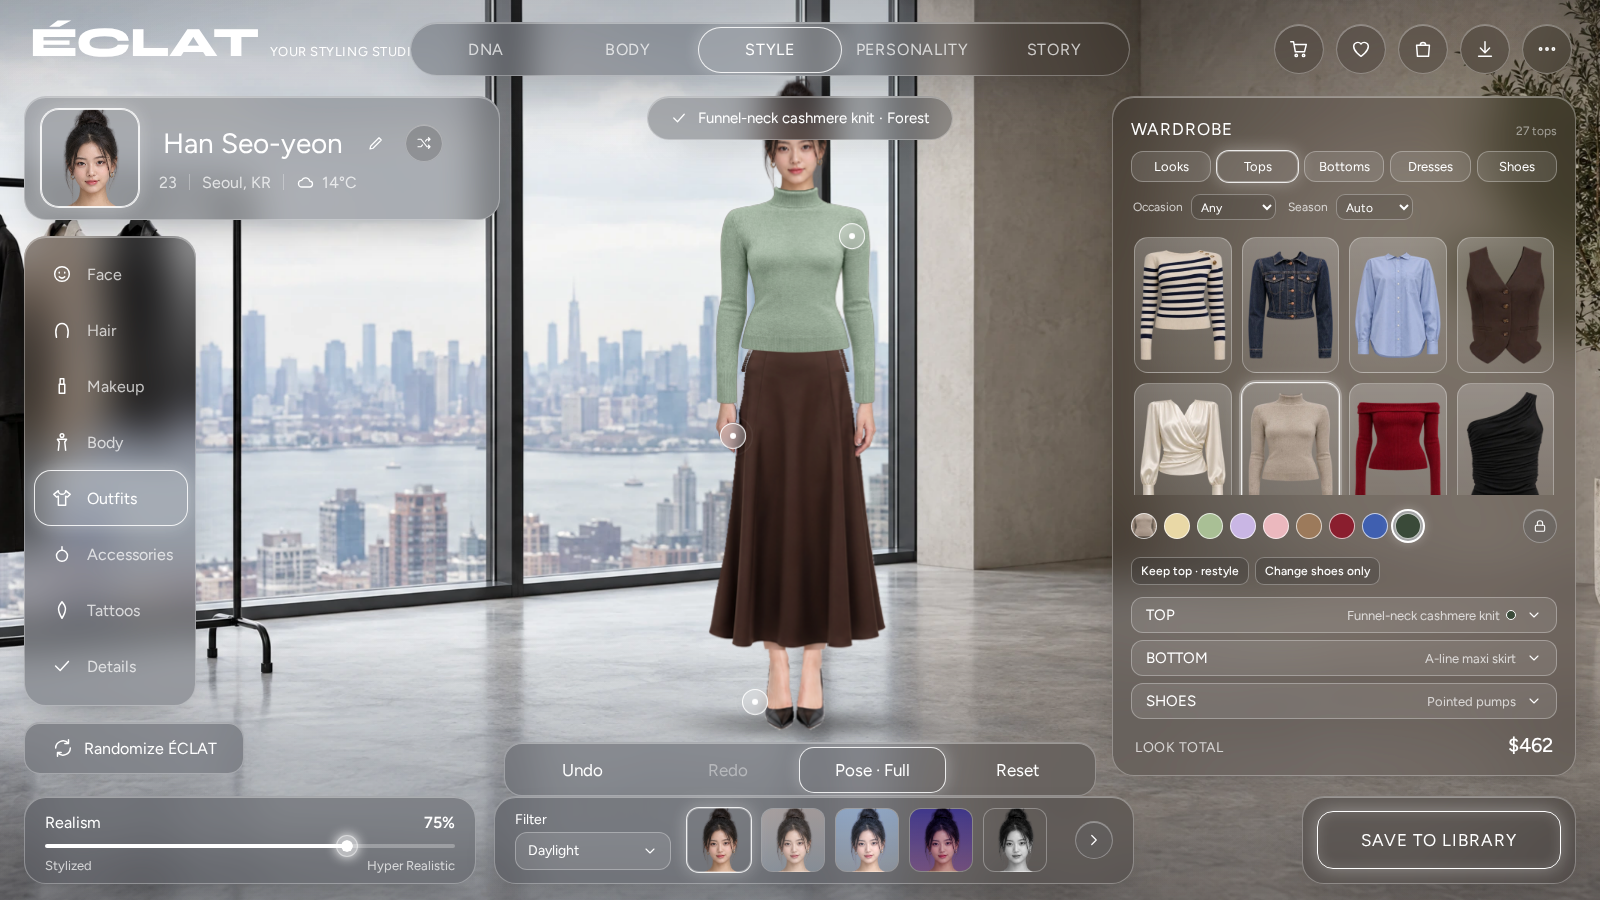 ÉCLAT YOUR STYLING STUDI
DNA BODY STYLE PERSONALITY STORY
Han Seo-yeon
23 Seoul, KR 14°C
Funnel-neck cashmere knit · Forest
Face
Hair
Makeup
Body
Outfits
Accessories
Tattoos
Details
Randomize ÉCLAT
WARDROBE 27 tops
Looks Tops Bottoms Dresses Shoes
Occasion Any Season Auto
Keep top · restyle Change shoes only
TOP Funnel-neck cashmere knit
BOTTOM A-line maxi skirt
SHOES Pointed pumps
LOOK TOTAL $462
Undo Redo Pose · Full Reset
Realism 75%
Stylized Hyper Realistic
Filter
Daylight
SAVE TO LIBRARY